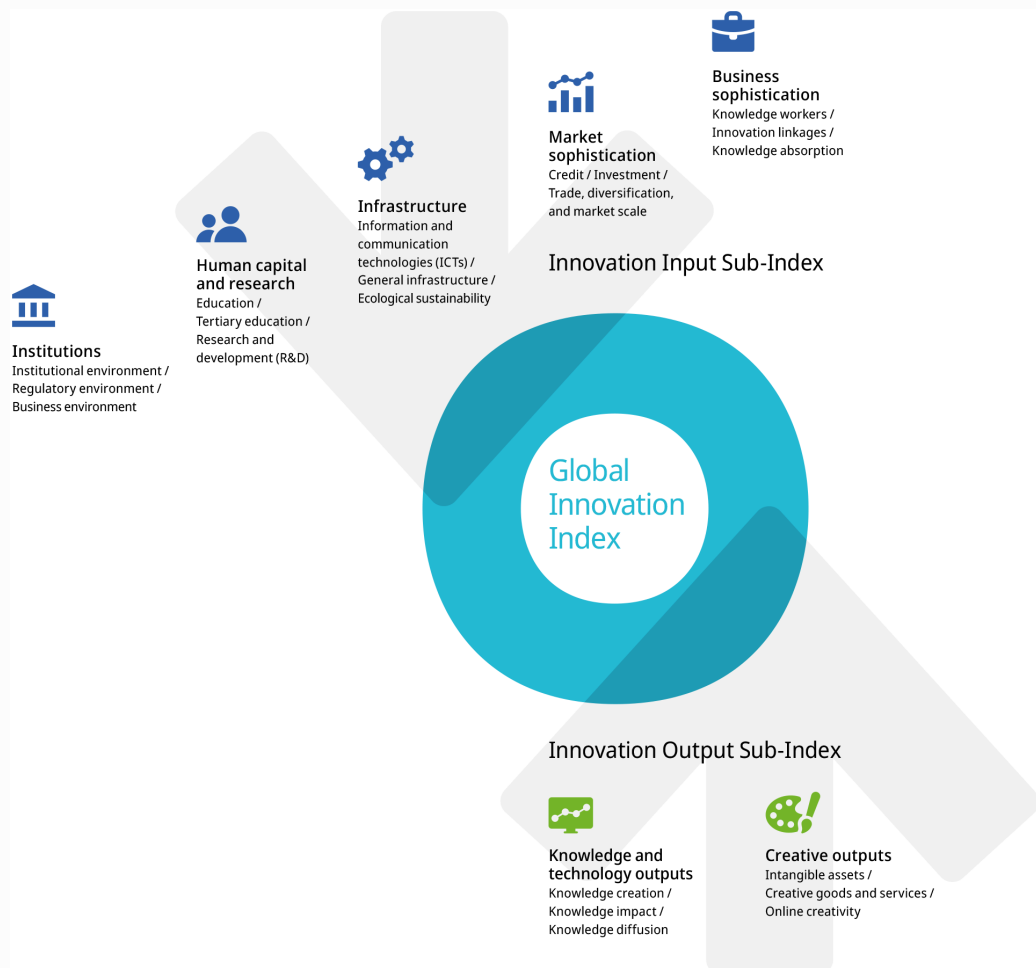 Business
sophistication
Knowledge workers /
Innovation linkages /
Knowledge absorption
Market
sophistication
Credit / Investment /
Trade, diversification,
and market scale
Infrastructure
Information and
communication
technologies (ICTs) /
General infrastructure /
Ecological sustainability
Human capital
and research
Education /
Tertiary education /
Research and
development (R&D)
Institutions
Institutional environment /
Regulatory environment /
Business environment
Innovation Input Sub-Index
Global
Innovation
Index
Innovation Output Sub-Index
Knowledge and
technology outputs
Knowledge creation /
Knowledge impact /
Knowledge diffusion
Creative outputs
Intangible assets /
Creative goods and services /
Online creativity